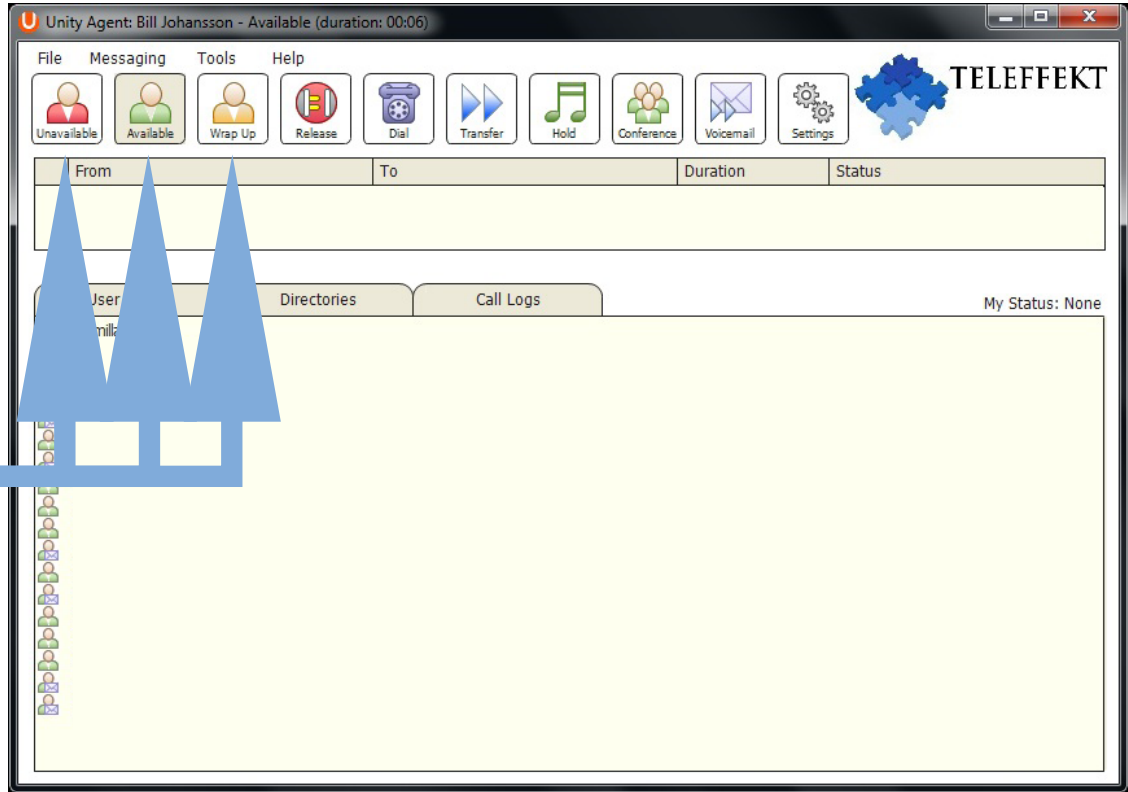 Unity Agent: Bill Johansson - Available (duration: 00:06)
File Messaging Tools Help
TELEFFEKT
Unavailable Available Wrap Up Release Dial Transfer Hold Conference Voicemail Settings
From To Duration Status
Directories Call Logs
My Status: None